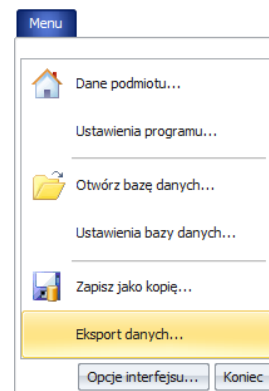 Menu
Dane podmiotu...
Ustawienia programu...
Otwórz bazę danych...
Ustawienia bazy danych...
Zapisz jako kopię...
Eksport danych...
Opcje interfejsu... Koniec